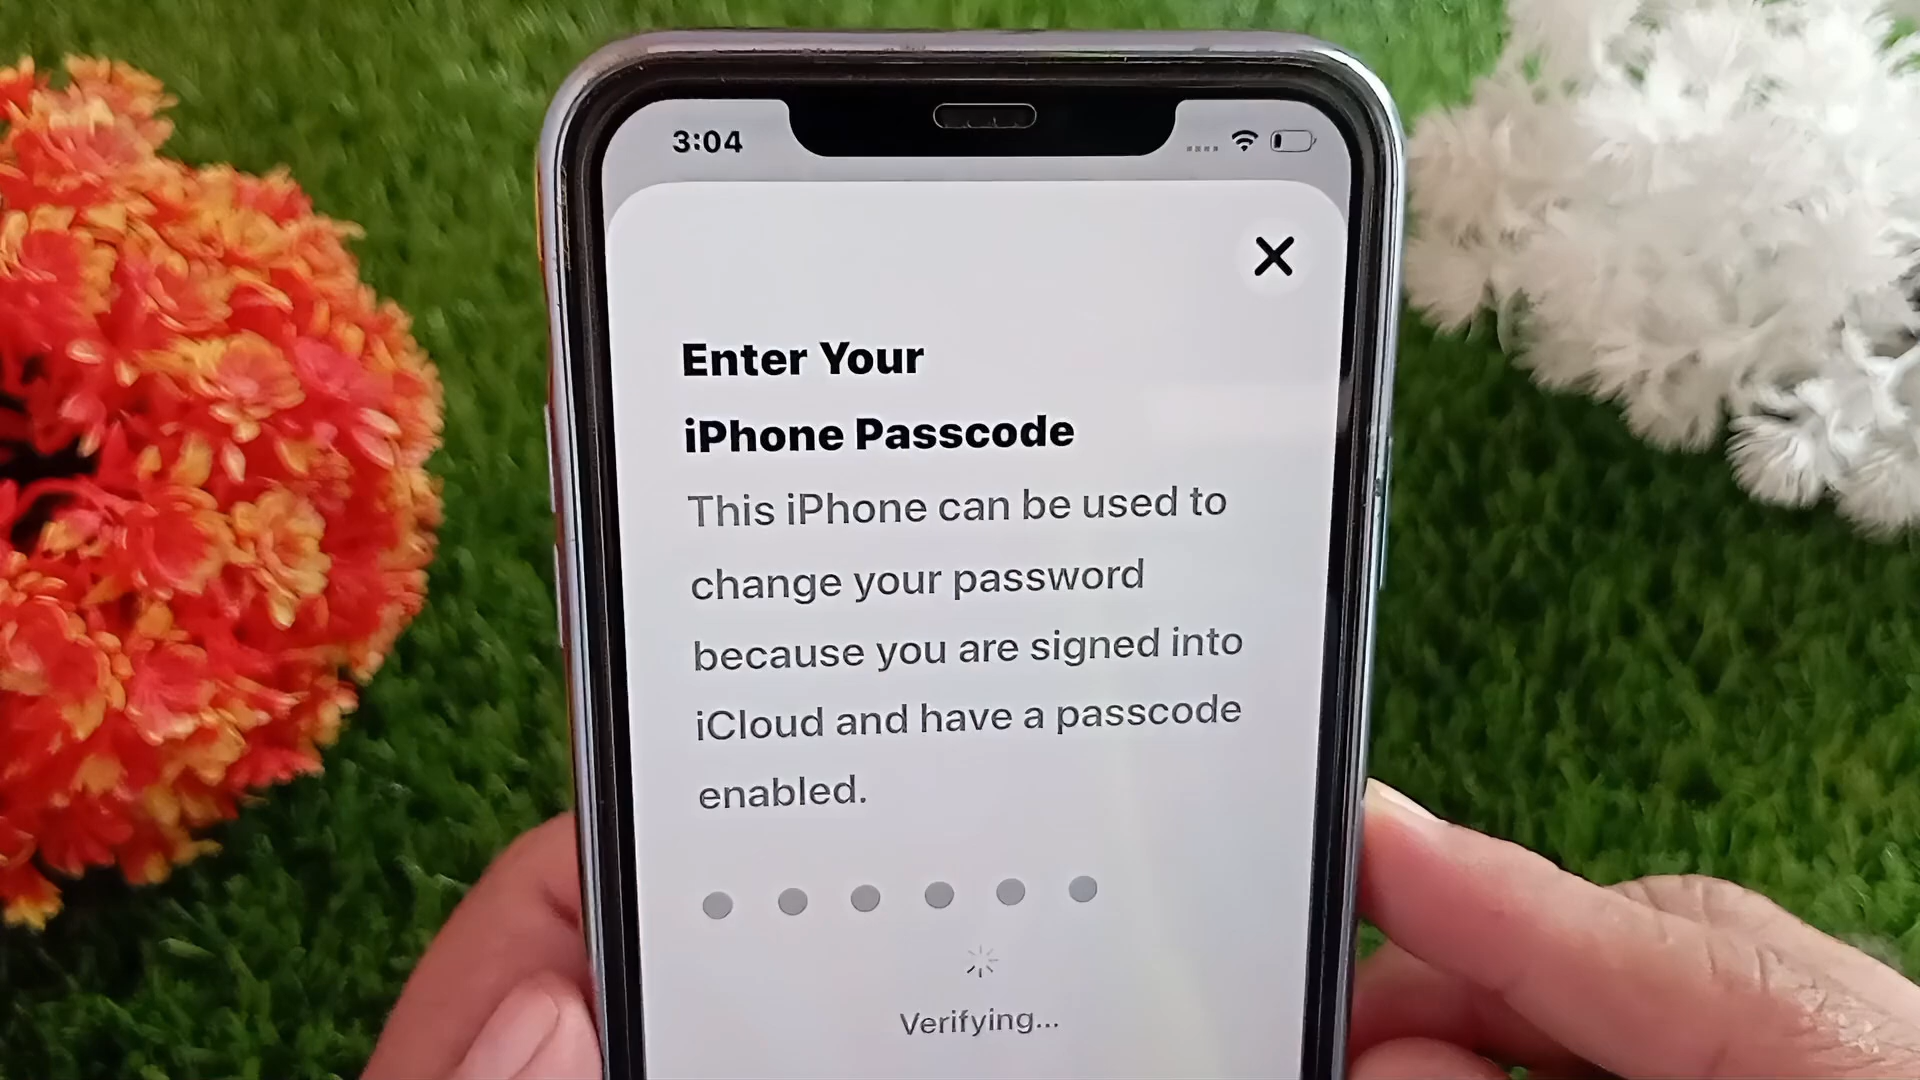 3:04
Enter Your
iPhone Passcode
This iPhone can be used to
change your password
because you are signed into
iCloud and have a passcode
enabled.
Verifying...